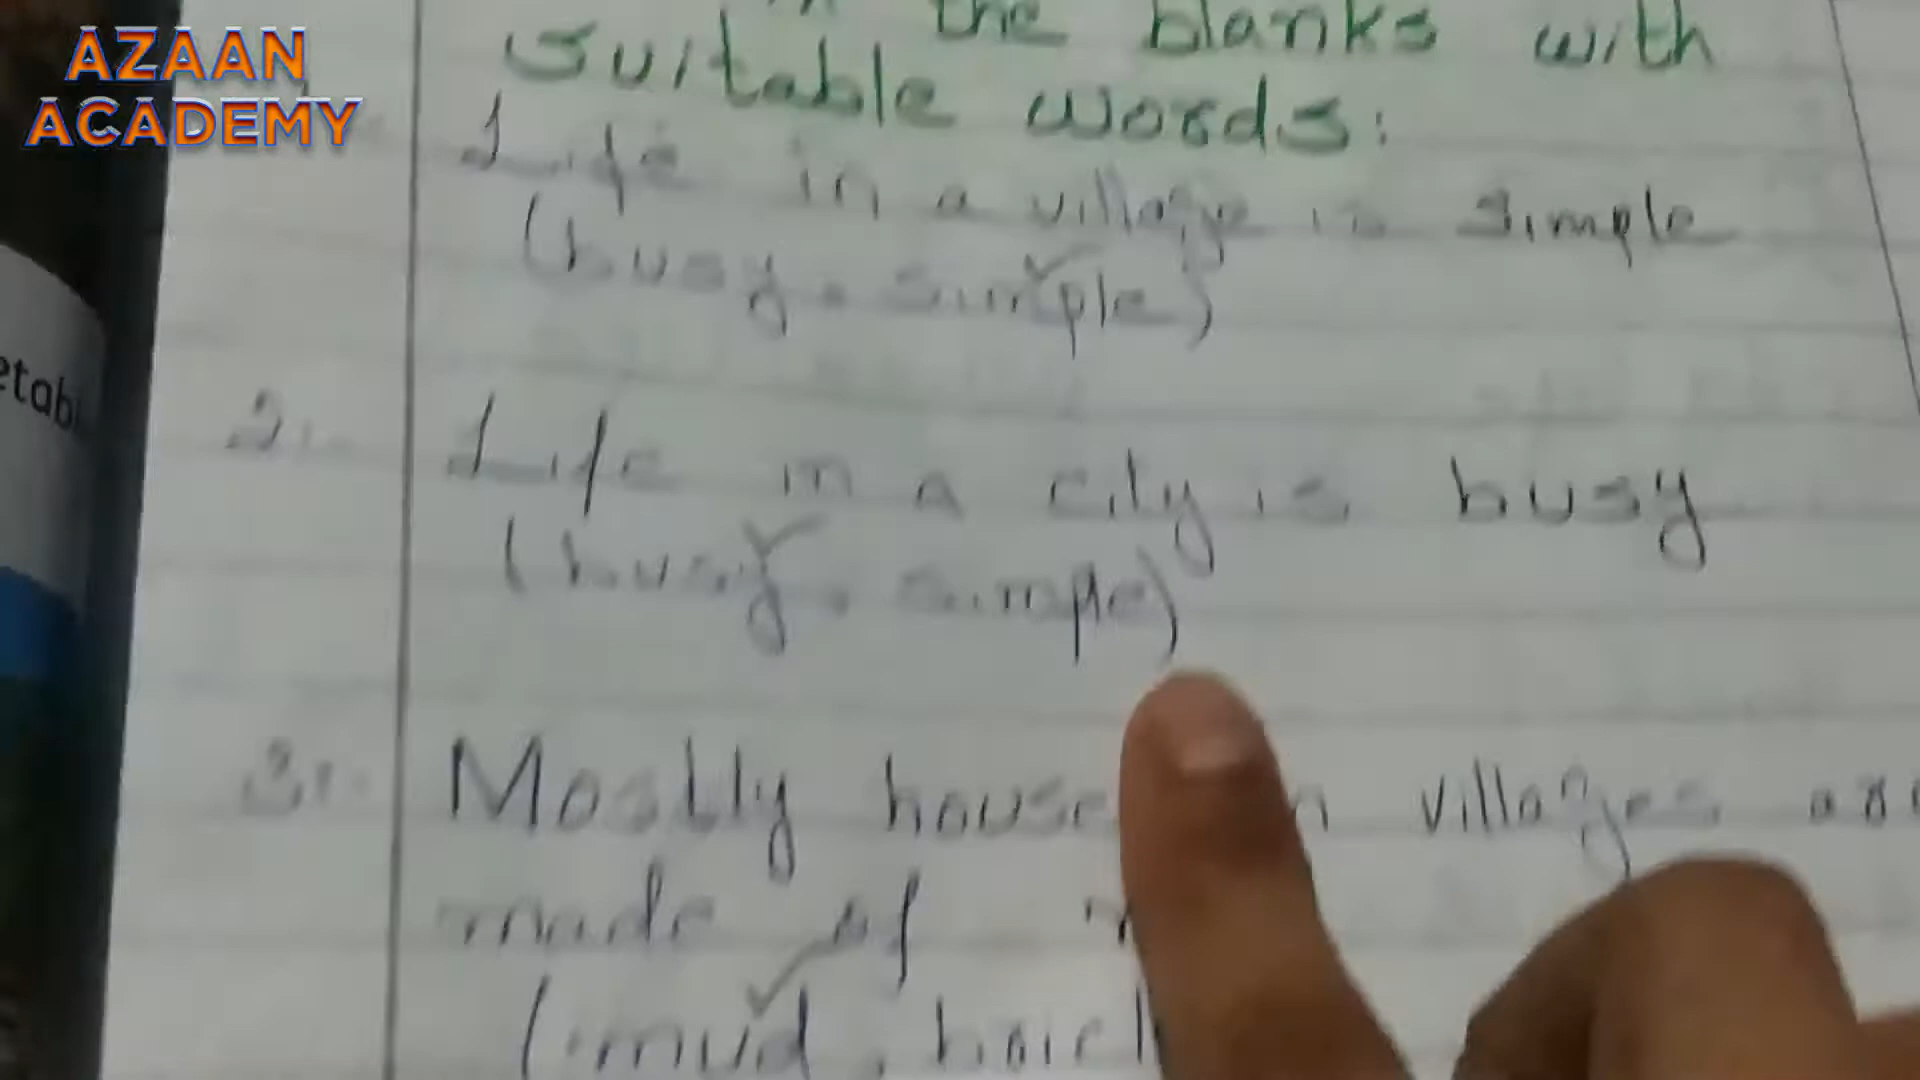 AZAAN
ACADEMY
the blanks with
suitable words:
Life in a village is simple
(busy, simple)
etab
2. Life in a city is busy
(busy, simple)
3. Mostly house villages are
made of
(mud,